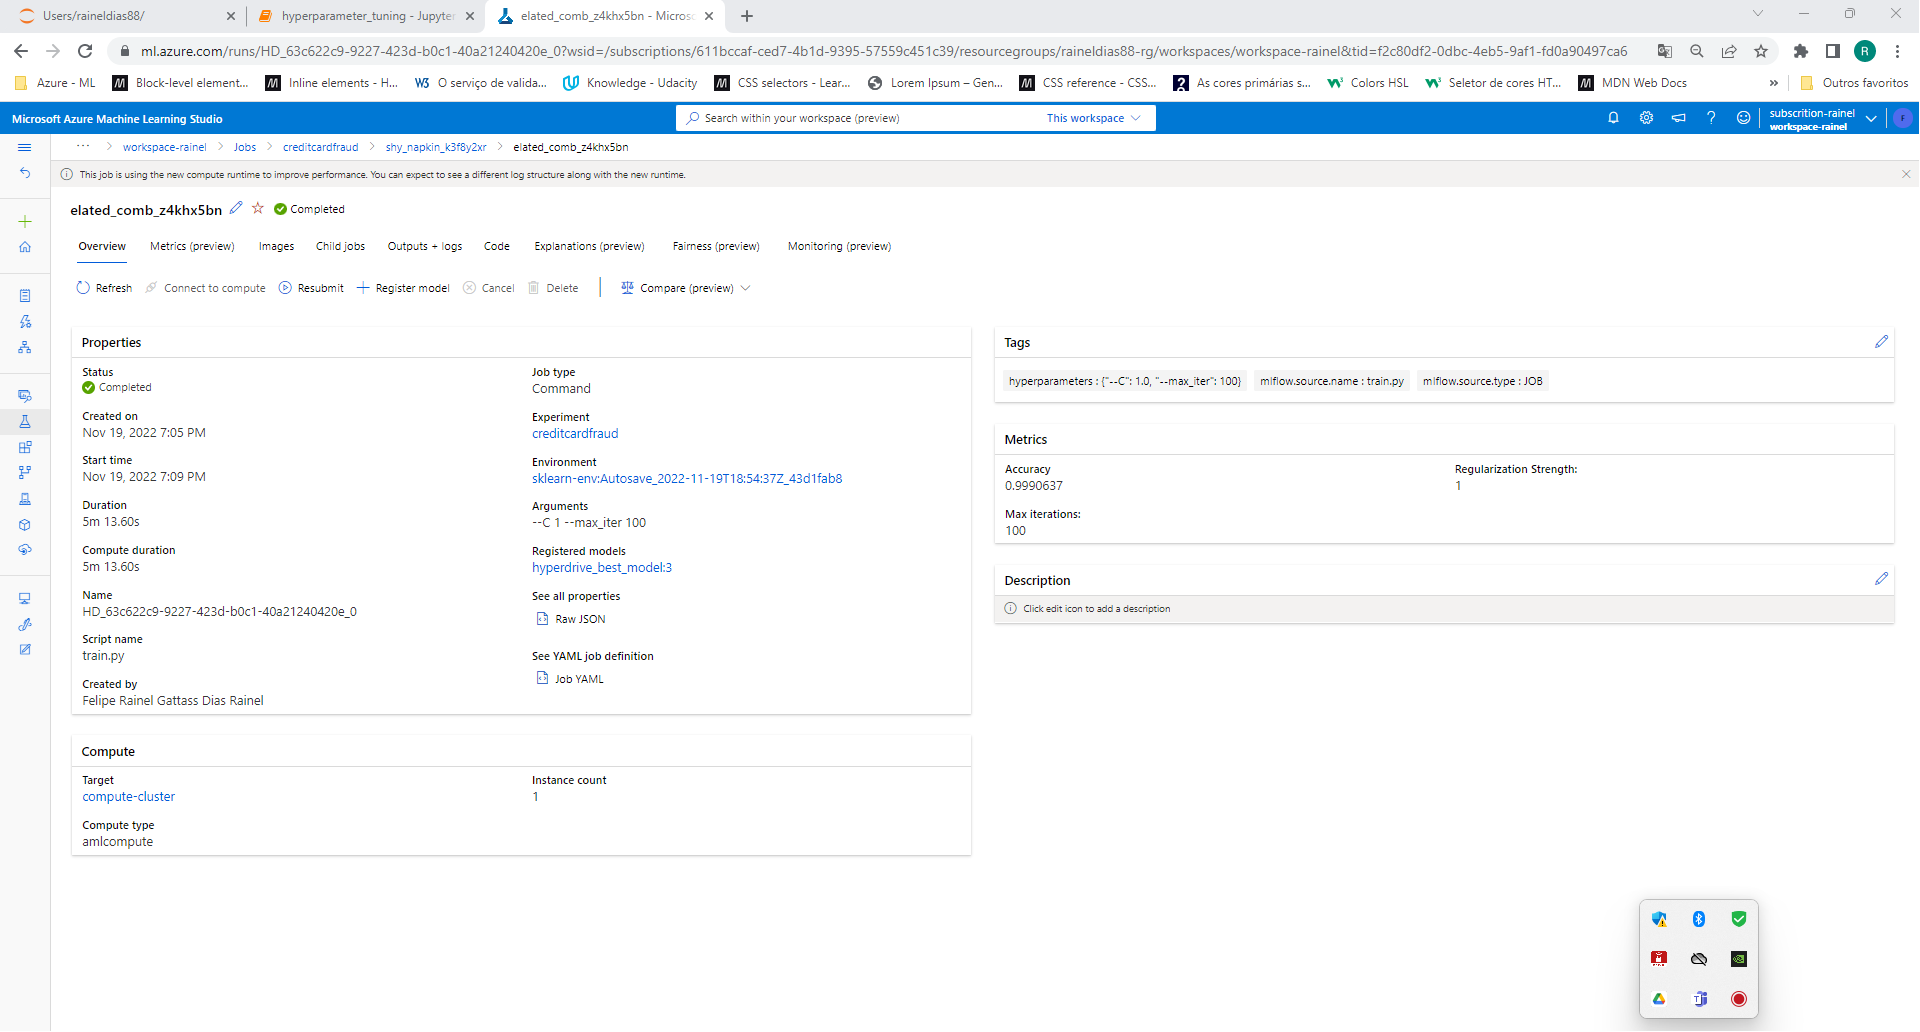 Users/raineldias88/
hyperparameter_tuning - Jupyter
elated_comb_z4khx5bn - Micros
ml.azure.com/runs/HD_63c622c9-9227-423d-b0c1-40a21240420e_0?wsid=/subscriptions/611bccaf-ced7-4b1d-9395-57559c451c39/resourcegroups/raineldias88-rg/workspaces/workspace-rainel&tid=f2c80df2-0dbc-4eb5-9af1-fd0a90497ca6
R
Azure - ML
Block-level element...
Inline elements - H...
O serviço de valida...
Knowledge - Udacity
CSS selectors - Lear...
Lorem Ipsum – Gen...
CSS reference - CSS...
As cores primárias s...
Colors HSL
Seletor de cores HT...
MDN Web Docs
»
Outros favoritos
Microsoft Azure Machine Learning Studio
Search within your workspace (preview)
This workspace
subscrition-rainel
workspace-rainel
F
... > workspace-rainel > Jobs > creditcardfraud > shy_napkin_k3f8y2xr > elated_comb_z4khx5bn
This job is using the new compute runtime to improve performance. You can expect to see a different log structure along with the new runtime.
elated_comb_z4khx5bn
Completed
Overview
Metrics (preview)
Images
Child jobs
Outputs + logs
Code
Explanations (preview)
Fairness (preview)
Monitoring (preview)
Refresh
Connect to compute
Resubmit
Register model
Cancel
Delete
Compare (preview)
Properties
Status
Completed
Created on
Nov 19, 2022 7:05 PM
Start time
Nov 19, 2022 7:09 PM
Duration
5m 13.60s
Compute duration
5m 13.60s
Name
HD_63c622c9-9227-423d-b0c1-40a21240420e_0
Script name
train.py
Created by
Felipe Rainel Gattass Dias Rainel
Job type
Command
Experiment
creditcardfraud
Environment
sklearn-env:Autosave_2022-11-19T18:54:37Z_43d1fab8
Arguments
--C 1 --max_iter 100
Registered models
hyperdrive_best_model:3
See all properties
Raw JSON
See YAML job definition
Job YAML
Compute
Target
compute-cluster
Compute type
amlcompute
Instance count
1
Tags
hyperparameters : {"--C": 1.0, "--max_iter": 100}
mlflow.source.name : train.py
mlflow.source.type : JOB
Metrics
Accuracy
0.9990637
Max iterations:
100
Regularization Strength:
1
Description
Click edit icon to add a description